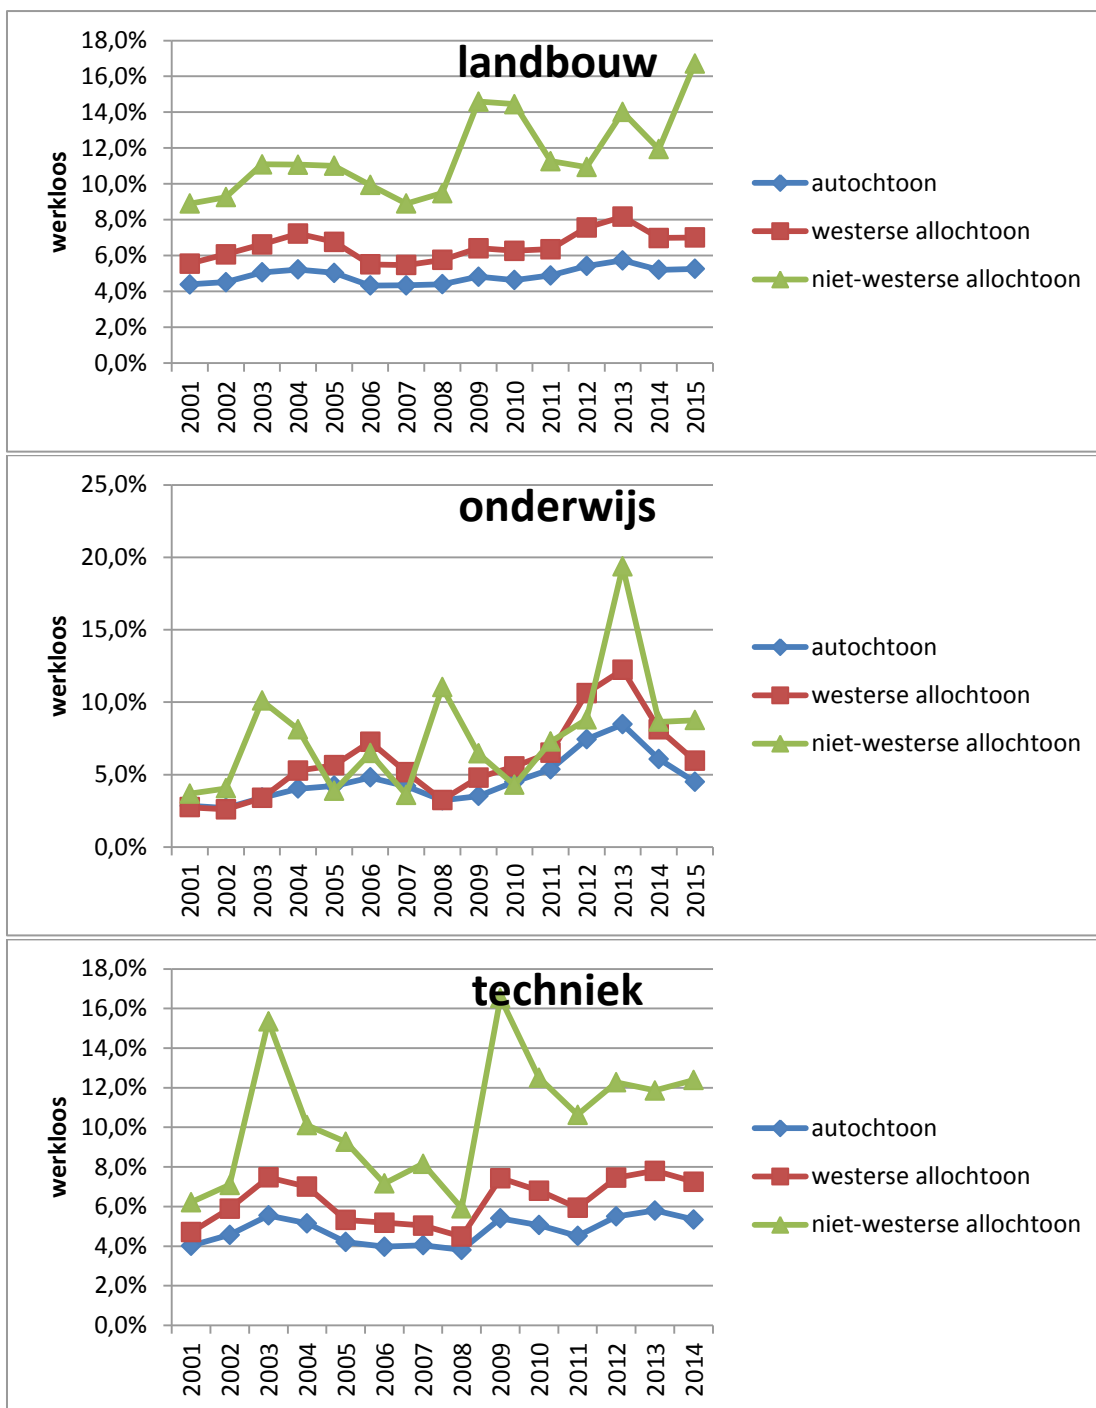 landbouw
18,0%
16,0%
14,0%
12,0%
10,0%
8,0%
6,0%
4,0%
2,0%
0,0%
werkloos
2001 2002 2003 2004 2005 2006 2007 2008 2009 2010 2011 2012 2013 2014 2015
autochtoon
westerse allochtoon
niet-westerse allochtoon
onderwijs
25,0%
20,0%
15,0%
10,0%
5,0%
0,0%
werkloos
2001 2002 2003 2004 2005 2006 2007 2008 2009 2010 2011 2012 2013 2014 2015
autochtoon
westerse allochtoon
niet-westerse allochtoon
techniek
18,0%
16,0%
14,0%
12,0%
10,0%
8,0%
6,0%
4,0%
2,0%
0,0%
werkloos
2001 2002 2003 2004 2005 2006 2007 2008 2009 2010 2011 2012 2013 2014
autochtoon
westerse allochtoon
niet-westerse allochtoon